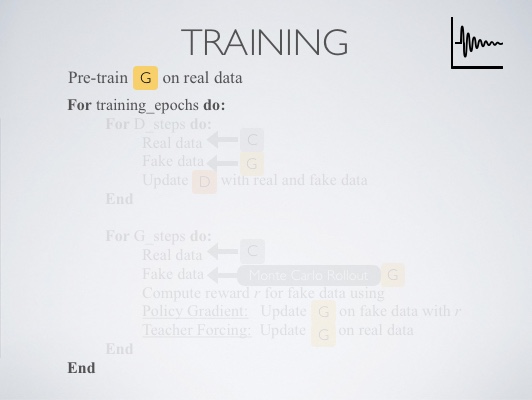 TRAINING
Pre-train G on real data
For training_epochs do:
For D_steps do:
Real data C
Fake data G
Update D with real and fake data
End
For G_steps do:
Real data C
Fake data Monte Carlo Rollout G
Compute reward r for fake data using
Policy Gradient: Update G on fake data with r
Teacher Forcing: Update G on real data
End
End